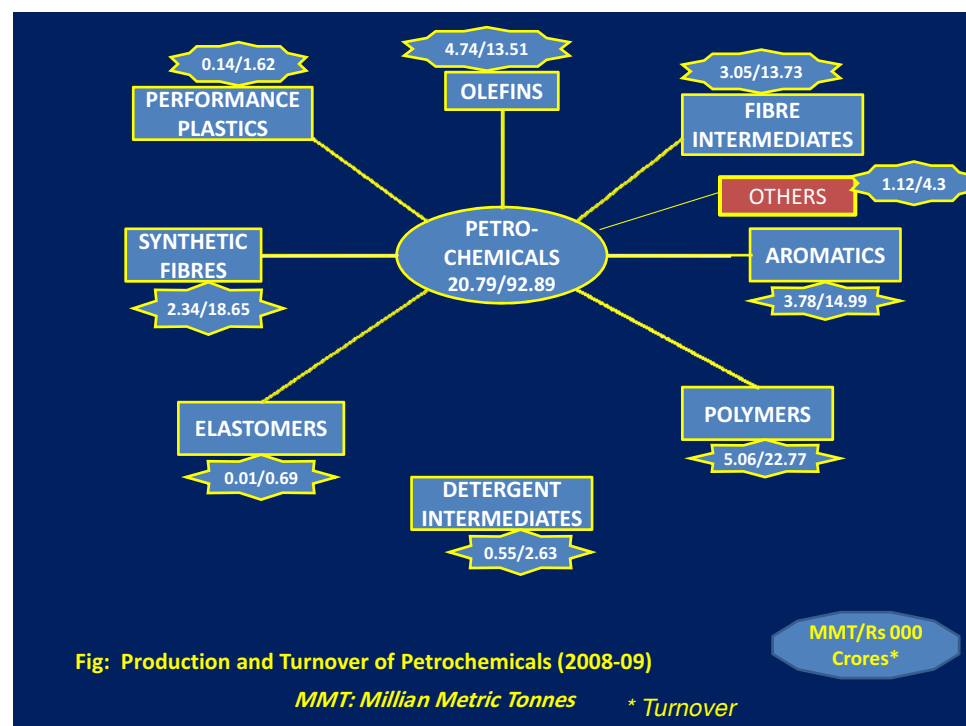 0.14/1.62
PERFORMANCE
PLASTICS
4.74/13.51
OLEFINS
3.05/13.73
FIBRE
INTERMEDIATES
OTHERS
1.12/4.3
SYNTHETIC
FIBRES
2.34/18.65
PETRO-
CHEMICALS
20.79/92.89
AROMATICS
3.78/14.99
ELASTOMERS
0.01/0.69
POLYMERS
5.06/22.77
DETERGENT
INTERMEDIATES
0.55/2.63
MMT/Rs 000
Crores*
Fig: Production and Turnover of Petrochemicals (2008-09)
MMT: Millian Metric Tonnes
* Turnover